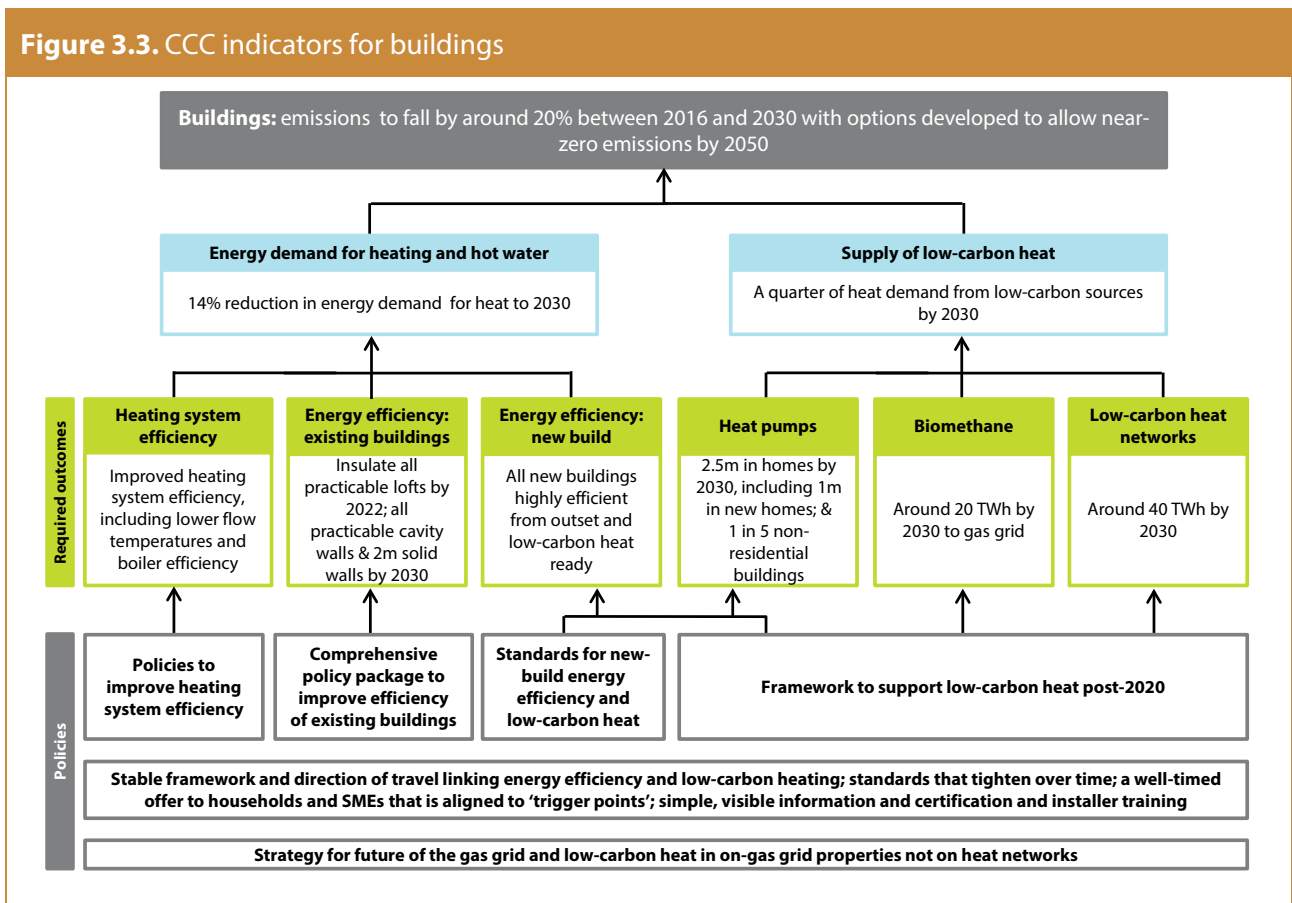 Figure 3.3. CCC indicators for buildings
Buildings: emissions to fall by around 20% between 2016 and 2030 with options developed to allow near-
zero emissions by 2050
Energy demand for heating and hot water
14% reduction in energy demand for heat to 2030
Supply of low-carbon heat
A quarter of heat demand from low-carbon sources
by 2030
Required outcomes
Heating system
efficiency
Improved heating
system efficiency,
including lower flow
temperatures and
boiler efficiency
Energy efficiency:
existing buildings
Insulate all
practicable lofts by
2022; all
practicable cavity
walls & 2m solid
walls by 2030
Energy efficiency:
new build
All new buildings
highly efficient
from outset and
low-carbon heat
ready
Heat pumps
2.5m in homes by
2030, including 1m
in new homes; &
1 in 5 non-
residential
buildings
Biomethane
Around 20 TWh by
2030 to gas grid
Low-carbon heat
networks
Around 40 TWh by
2030
Policies
Policies to
improve heating
system efficiency
Comprehensive
policy package to
improve efficiency
of existing buildings
Standards for new-
build energy
efficiency and
low-carbon heat
Framework to support low-carbon heat post-2020
Stable framework and direction of travel linking energy efficiency and low-carbon heating; standards that tighten over time; a well-timed
offer to households and SMEs that is aligned to ‘trigger points’; simple, visible information and certification and installer training
Strategy for future of the gas grid and low-carbon heat in on-gas grid properties not on heat networks